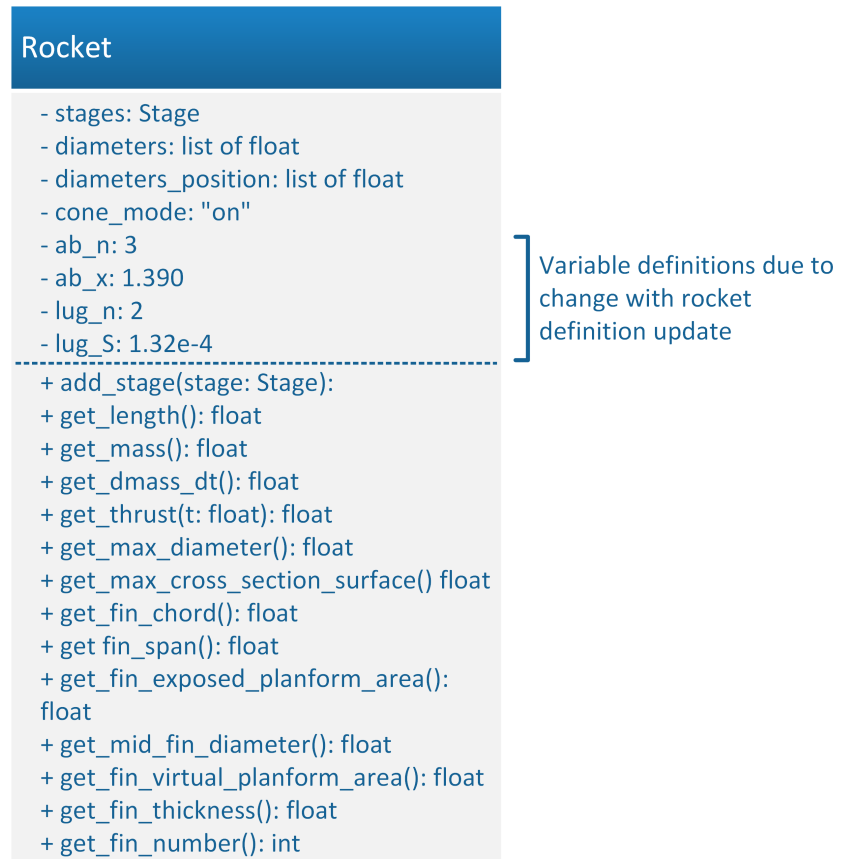 Rocket
- stages: Stage
- diameters: list of float
- diameters_position: list of float
- cone_mode: "on"
- ab_n: 3
- ab_x: 1.390
- lug_n: 2
- lug_S: 1.32e-4
Variable definitions due to
change with rocket
definition update
+ add_stage(stage: Stage):
+ get_length(): float
+ get_mass(): float
+ get_dmass_dt(): float
+ get_thrust(t: float): float
+ get_max_diameter(): float
+ get_max_cross_section_surface() float
+ get_fin_chord(): float
+ get fin_span(): float
+ get_fin_exposed_planform_area():
float
+ get_mid_fin_diameter(): float
+ get_fin_virtual_planform_area(): float
+ get_fin_thickness(): float
+ get_fin_number(): int